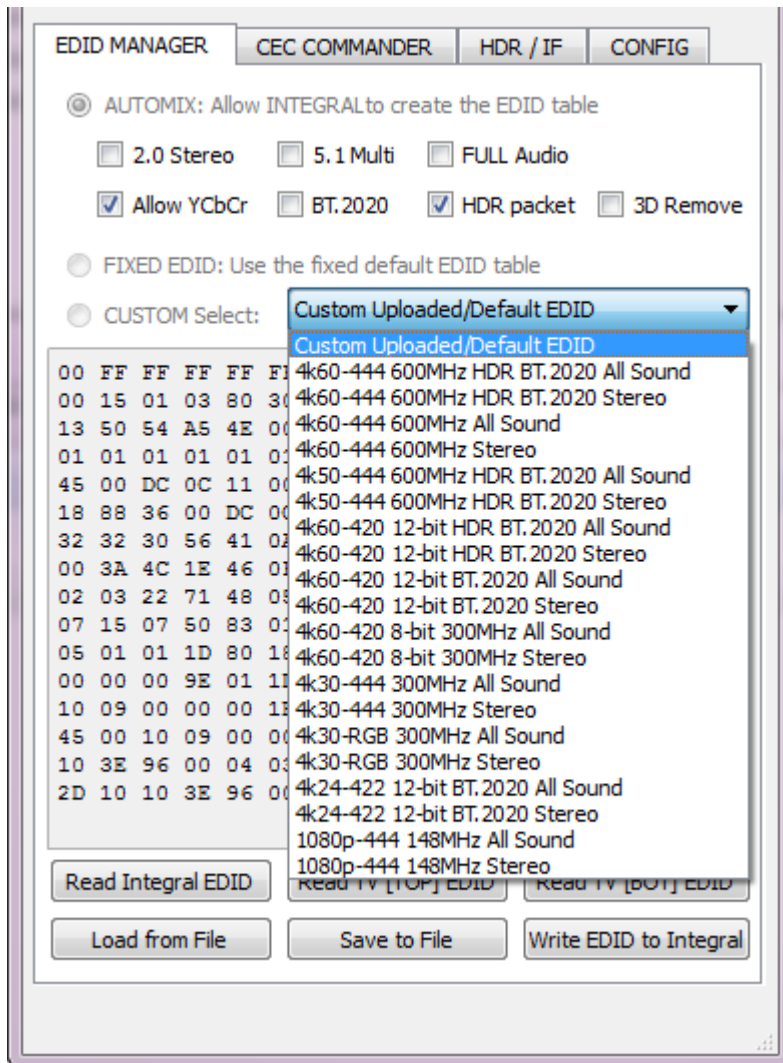 EDID MANAGER CEC COMMANDER HDR / IF CONFIG
AUTOMIX: Allow INTEGRALto create the EDID table
2.0 Stereo 5.1 Multi FULL Audio
Allow YCbCr BT.2020 HDR packet 3D Remove
FIXED EDID: Use the fixed default EDID table
CUSTOM Select: Custom Uploaded/Default EDID
Custom Uploaded/Default EDID
00 FF FF FF FF 4k60-444 600MHz HDR BT.2020 All Sound
00 15 01 03 80 4k60-444 600MHz HDR BT.2020 Stereo
13 50 54 A5 4E 4k60-444 600MHz All Sound
01 01 01 01 01 4k60-444 600MHz Stereo
45 00 DC 0C 11 4k50-444 600MHz HDR BT.2020 All Sound
18 88 36 00 DC 4k50-444 600MHz HDR BT.2020 Stereo
32 32 30 56 41 4k60-420 12-bit HDR BT.2020 All Sound
4k60-420 12-bit HDR BT.2020 Stereo
00 3A 4C 1E 46 4k60-420 12-bit BT.2020 All Sound
02 03 22 71 48 4k60-420 12-bit BT.2020 Stereo
07 15 07 50 83 4k60-420 8-bit 300MHz All Sound
05 01 01 1D 80 4k60-420 8-bit 300MHz Stereo
00 00 00 9E 01 4k30-444 300MHz All Sound
10 09 00 00 00 4k30-444 300MHz Stereo
45 00 10 09 00 4k30-RGB 300MHz All Sound
10 3E 96 00 04 4k30-RGB 300MHz Stereo
2D 10 10 3E 96 4k24-422 12-bit BT.2020 All Sound
4k24-422 12-bit BT.2020 Stereo
1080p-444 148MHz All Sound
1080p-444 148MHz Stereo
Read Integral EDID Read TV [TOP] EDID Read TV [BOT] EDID
Load from File Save to File Write EDID to Integral